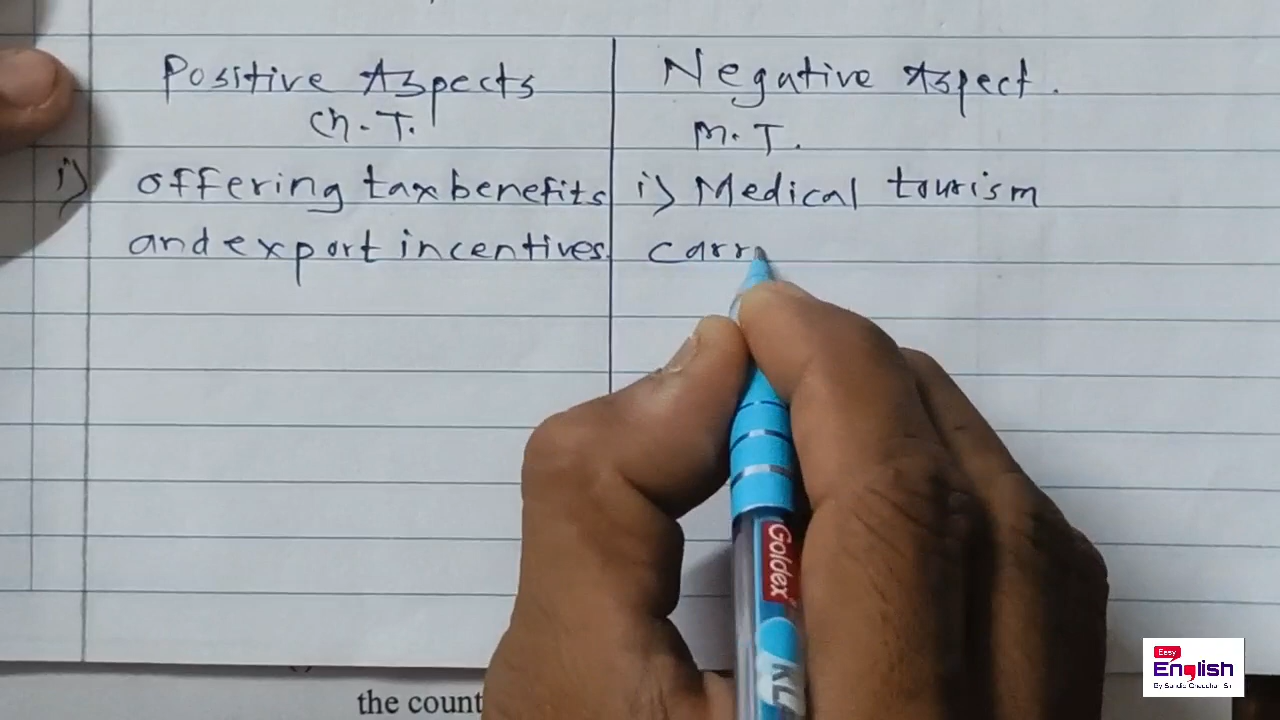 Positive Aspects
Ch. T.
i) offering tax benefits
and export incentives.
Negative Aspect.
M. T.
i) Medical tourism
carr
Goldex
KL
the count
Easy
English